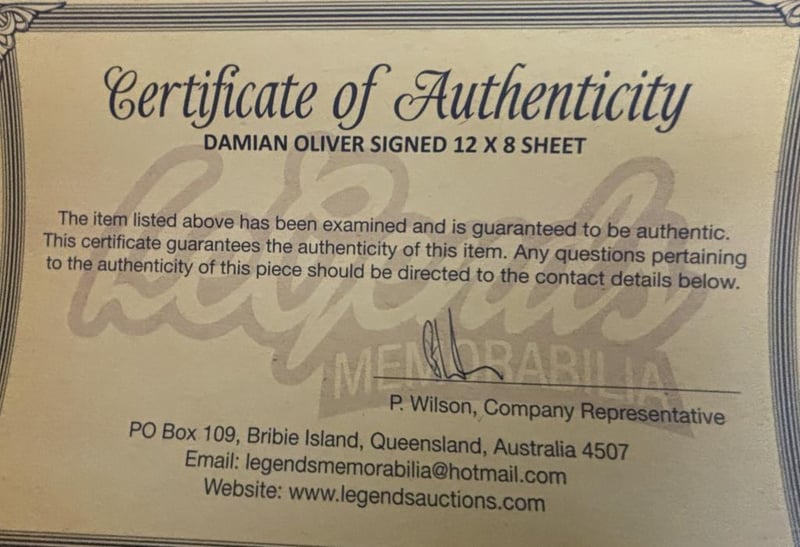 Certificate of Authenticity
DAMIAN OLIVER SIGNED 12 X 8 SHEET
The item listed above has been examined and is guaranteed to be authentic.
This certificate guarantees the authenticity of this item. Any questions pertaining
to the authenticity of this piece should be directed to the contact details below.
Legends
MEMORABILIA
P. Wilson, Company Representative
PO Box 109, Bribie Island, Queensland, Australia 4507
Email: legendsmemorabilia@hotmail.com
Website: www.legendsauctions.com